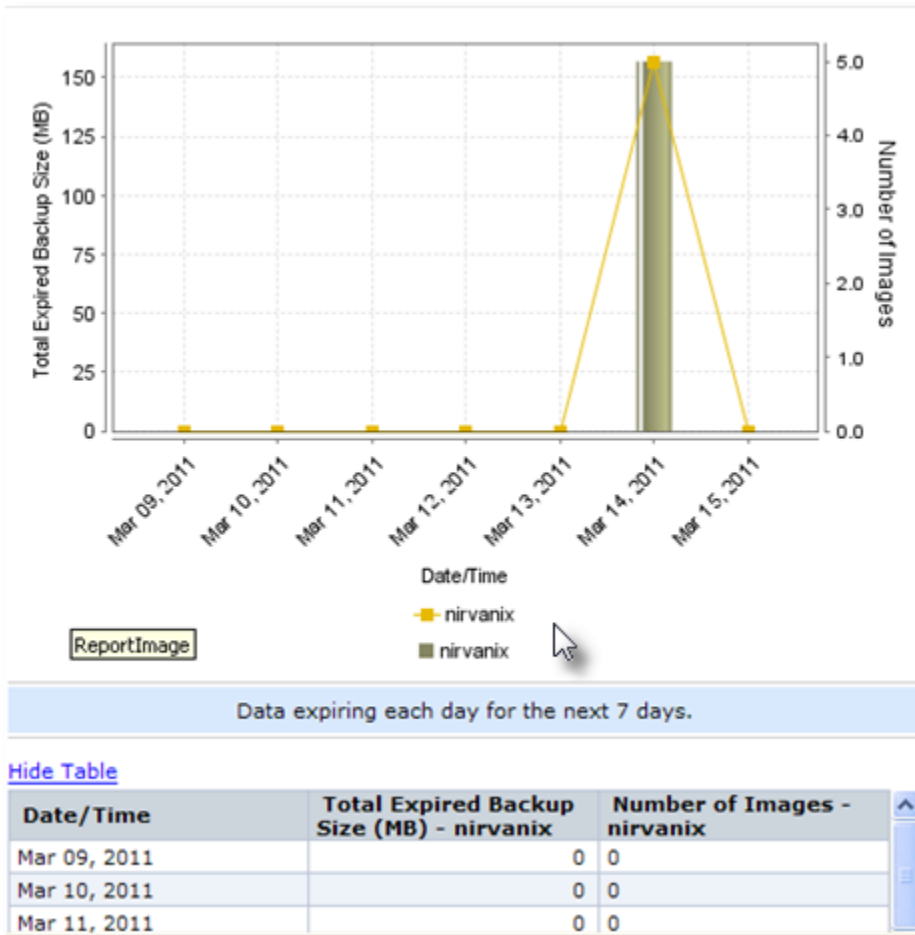 Total Expired Backup Size (MB)
150
125
100
75
50
25
0
5.0
4.0
3.0
2.0
1.0
0.0
Number of Images
Mar 09, 2011
Mar 10, 2011
Mar 11, 2011
Mar 12, 2011
Mar 13, 2011
Mar 14, 2011
Mar 15, 2011
Date/Time
nirvanix
nirvanix
ReportImage
Data expiring each day for the next 7 days.
Hide Table
Date/Time Total Expired Backup Size (MB) - nirvanix Number of Images - nirvanix
Mar 09, 2011 0 0
Mar 10, 2011 0 0
Mar 11, 2011 0 0